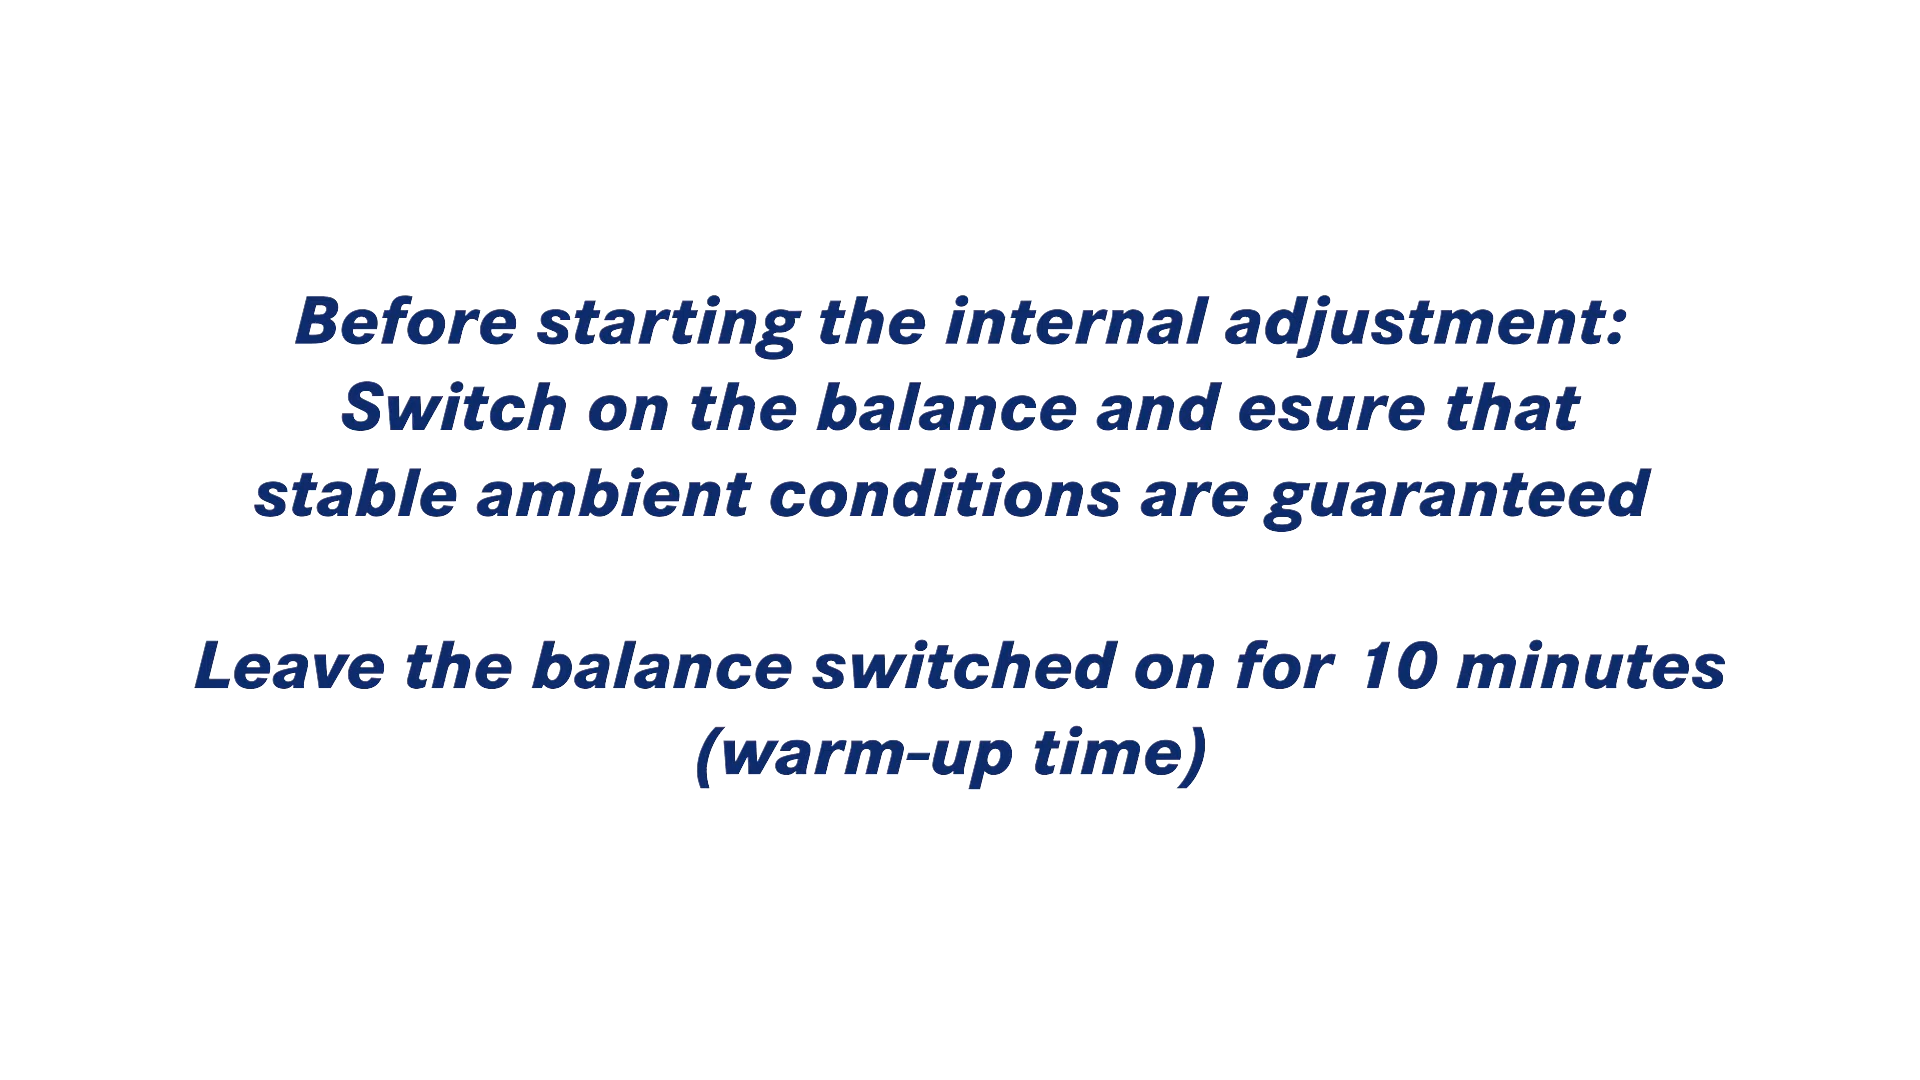 Before starting the internal adjustment:
Switch on the balance and esure that
stable ambient conditions are guaranteed
Leave the balance switched on for 10 minutes
(warm-up time)